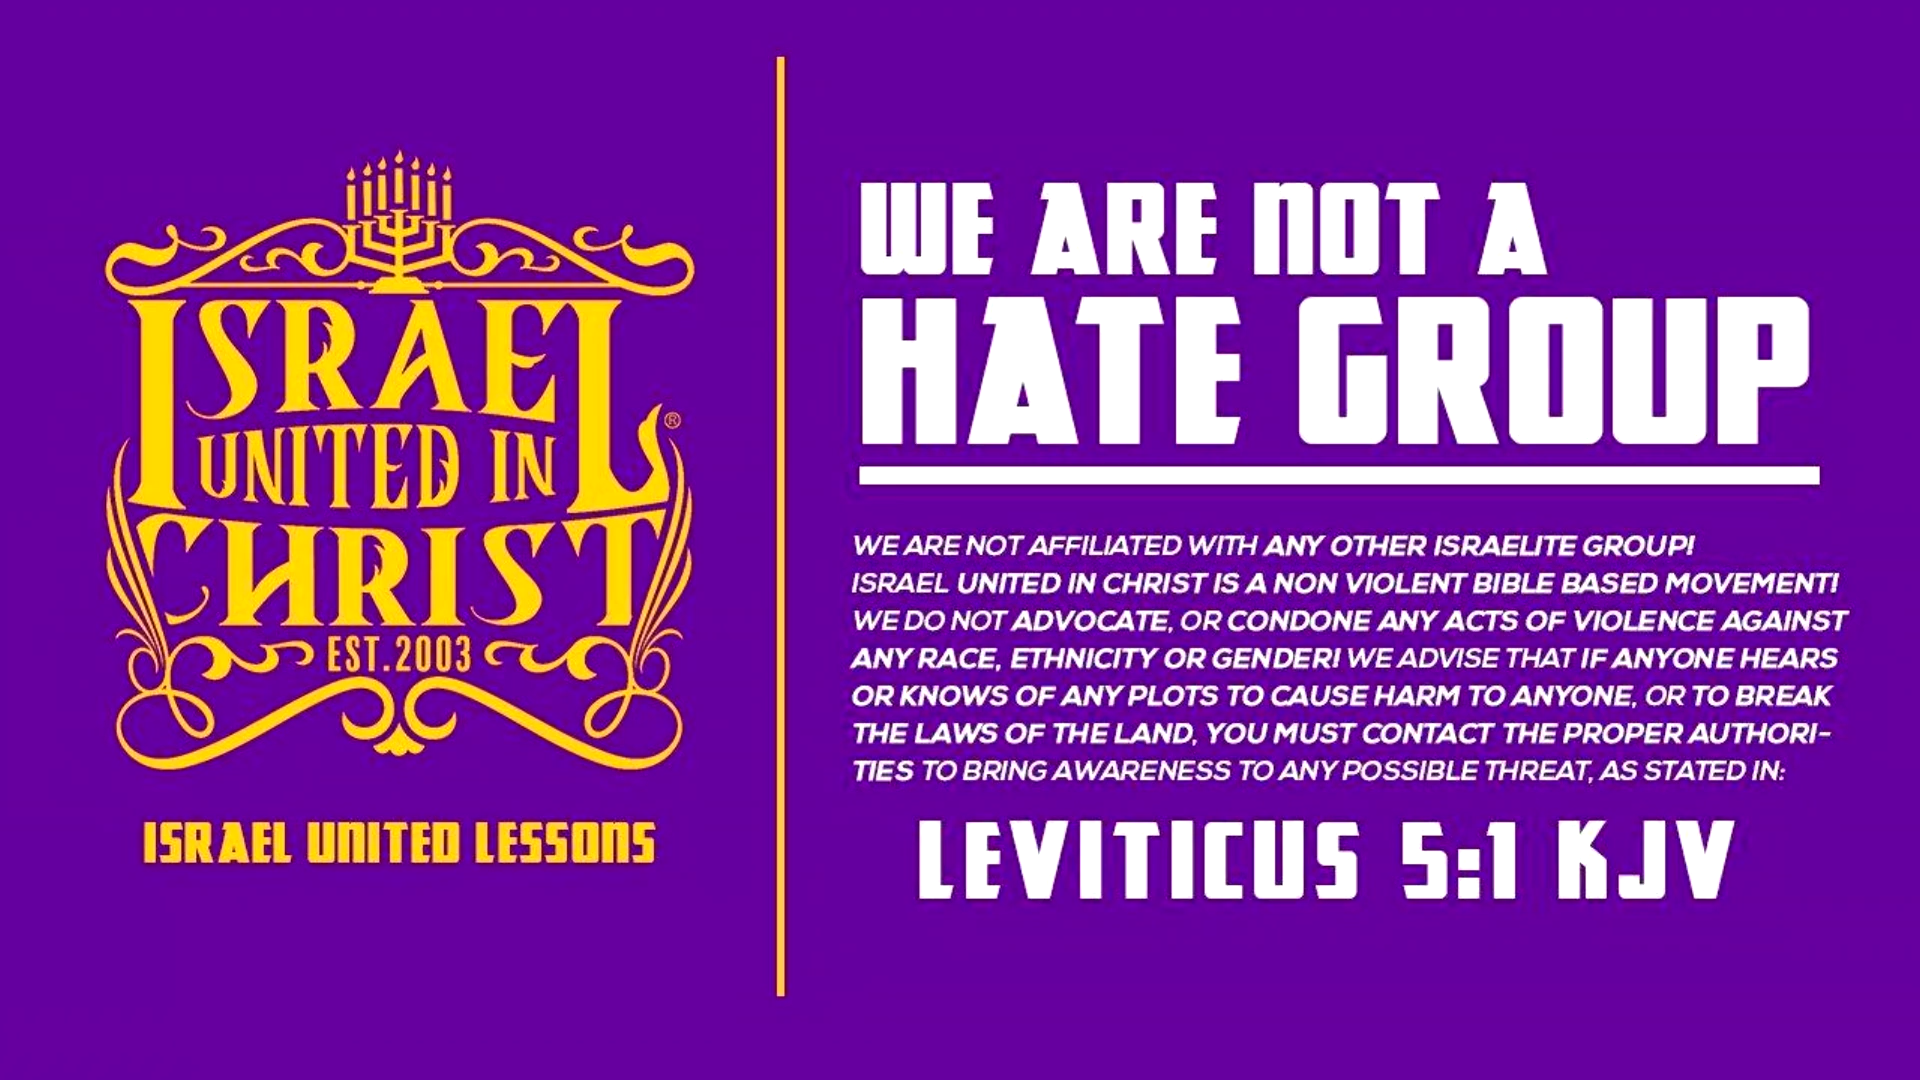 ISRAEL
UNITED IN
CHRIST
®
EST.2003
ISRAEL UNITED LESSONS
WE ARE NOT A
HATE GROUP
WE ARE NOT AFFILIATED WITH ANY OTHER ISRAELITE GROUP!
ISRAEL UNITED IN CHRIST IS A NON VIOLENT BIBLE BASED MOVEMENT!
WE DO NOT ADVOCATE, OR CONDONE ANY ACTS OF VIOLENCE AGAINST
ANY RACE, ETHNICITY OR GENDER! WE ADVISE THAT IF ANYONE HEARS
OR KNOWS OF ANY PLOTS TO CAUSE HARM TO ANYONE, OR TO BREAK
THE LAWS OF THE LAND, YOU MUST CONTACT THE PROPER AUTHORI-
TIES TO BRING AWARENESS TO ANY POSSIBLE THREAT, AS STATED IN:
LEVITICUS 5:1 KJV